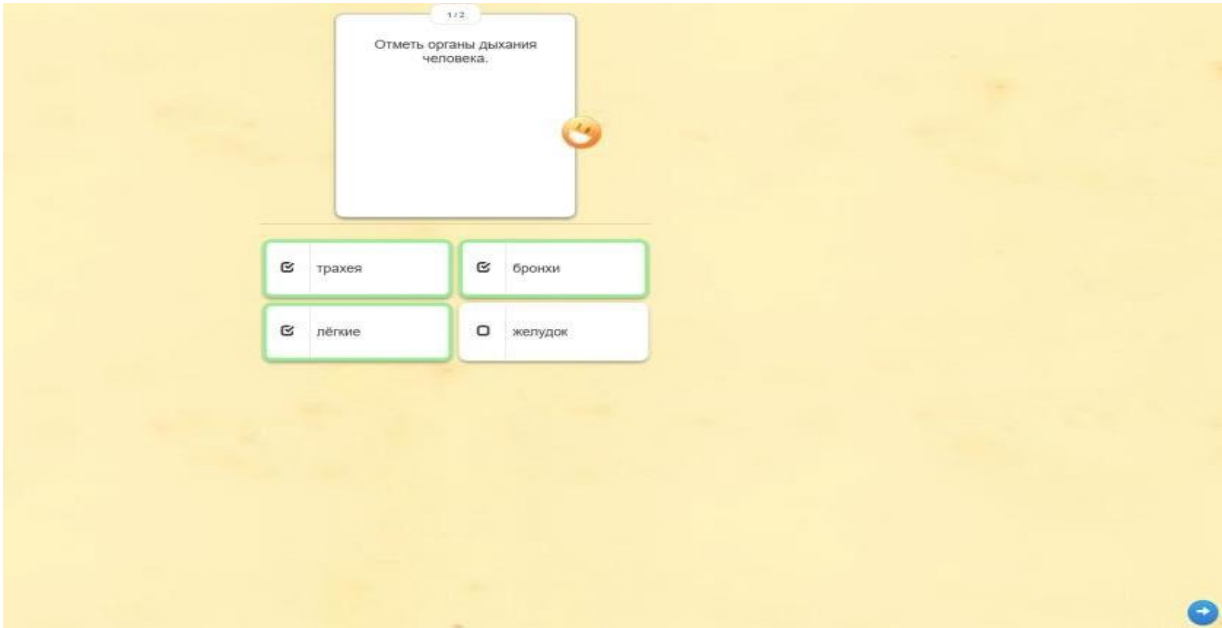 1/2
Отметь органы дыхания
человека.
трахея
бронхи
лёгкие
желудок